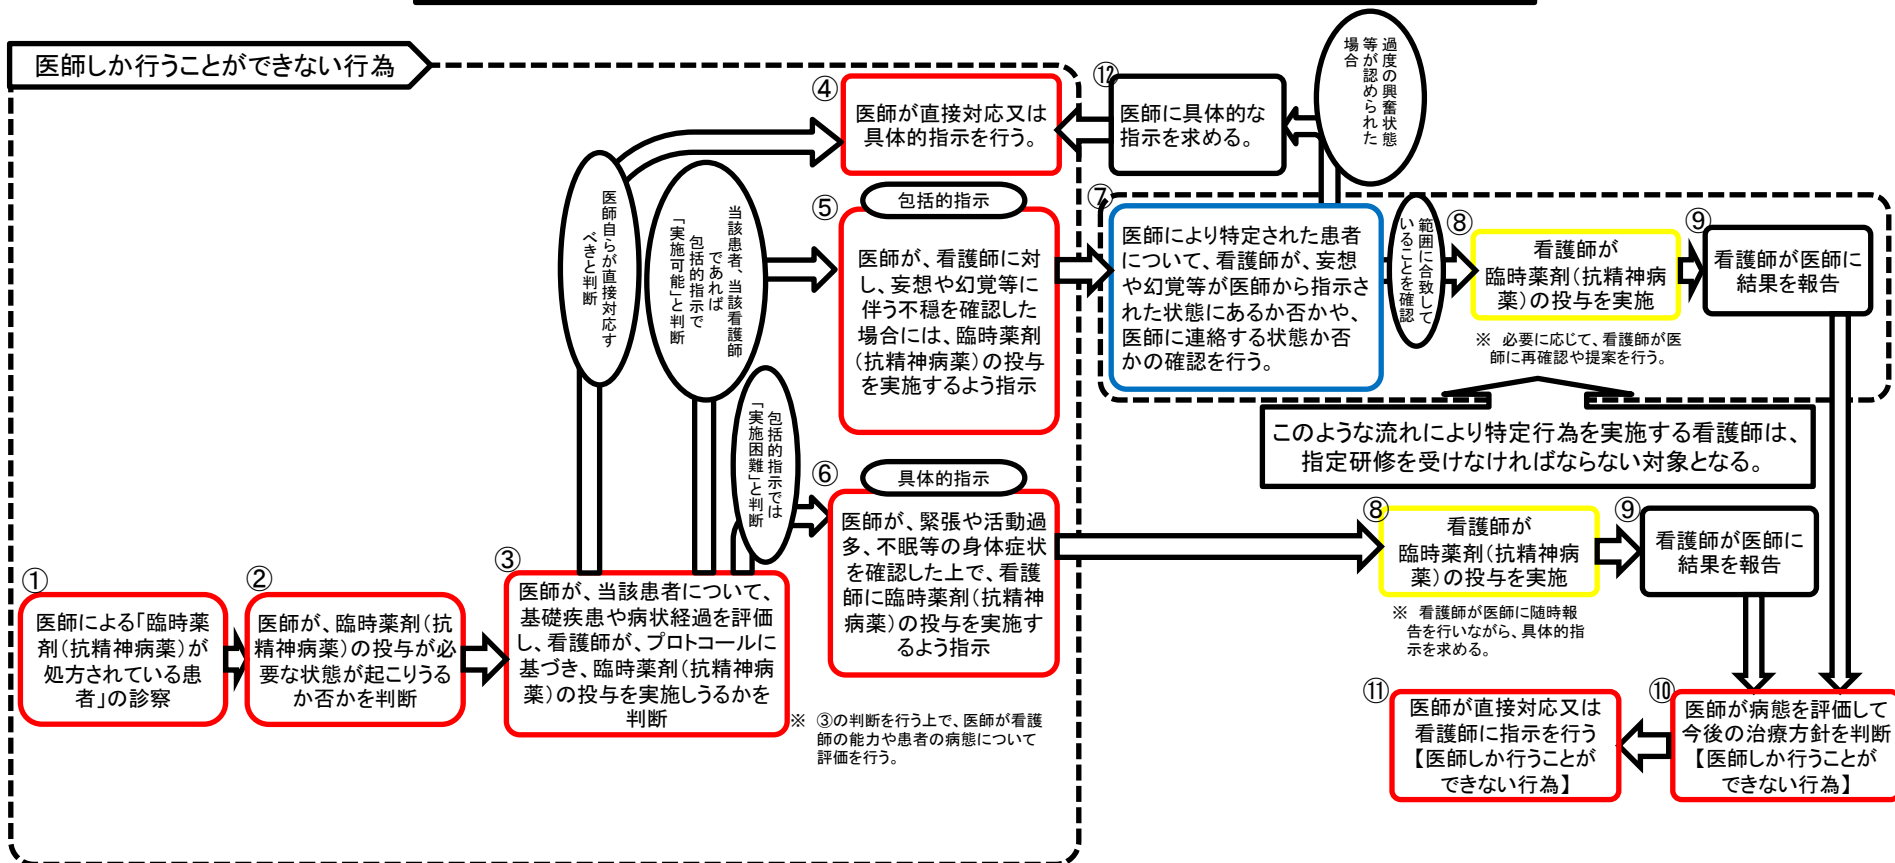 医師しか行うことができない行為
①
医師による「臨時薬
剤(抗精神病薬)が
処方されている患
者」の診察
②
医師が、臨時薬剤(抗
精神病薬)の投与が必
要な状態が起こりうる
か否かを判断
③
医師が、当該患者について、
基礎疾患や病状経過を評価
し、看護師が、プロトコールに
基づき、臨時薬剤(抗精神病
薬)の投与を実施しうるかを
判断
※ ③の判断を行う上で、医師が看護
師の能力や患者の病態について
評価を行う。
医師自らが直接対応す
べきと判断
当該患者、当該看護師
であれば
包括的指示で
「実施可能」と判断
包括的指示では
「実施困難」と判断
④
医師が直接対応又は
具体的指示を行う。
⑤
包括的指示
医師が、看護師に対
し、妄想や幻覚等に
伴う不穏を確認した
場合には、臨時薬剤
(抗精神病薬)の投与
を実施するよう指示
⑥
具体的指示
医師が、緊張や活動過
多、不眠等の身体症状
を確認した上で、看護
師に臨時薬剤(抗精神
病薬)の投与を実施す
るよう指示
⑫
医師に具体的な
指示を求める。
過度の興奮状態
等が認められた
場合
⑦
医師により特定された患者
について、看護師が、妄想
や幻覚等が医師から指示さ
れた状態にあるか否かや、
医師に連絡する状態か否
かの確認を行う。
範囲に合致して
いることを確認
⑧
看護師が
臨時薬剤(抗精神病
薬)の投与を実施
※ 必要に応じて、看護師が医
師に再確認や提案を行う。
⑨
看護師が医師に
結果を報告
このような流れにより特定行為を実施する看護師は、
指定研修を受けなければならない対象となる。
⑧
看護師が
臨時薬剤(抗精神病
薬)の投与を実施
※ 看護師が医師に随時報
告を行いながら、具体的指
示を求める。
⑨
看護師が医師に
結果を報告
⑩
医師が病態を評価して
今後の治療方針を判断
【医師しか行うことが
できない行為】
⑪
医師が直接対応又は
看護師に指示を行う
【医師しか行うことが
できない行為】